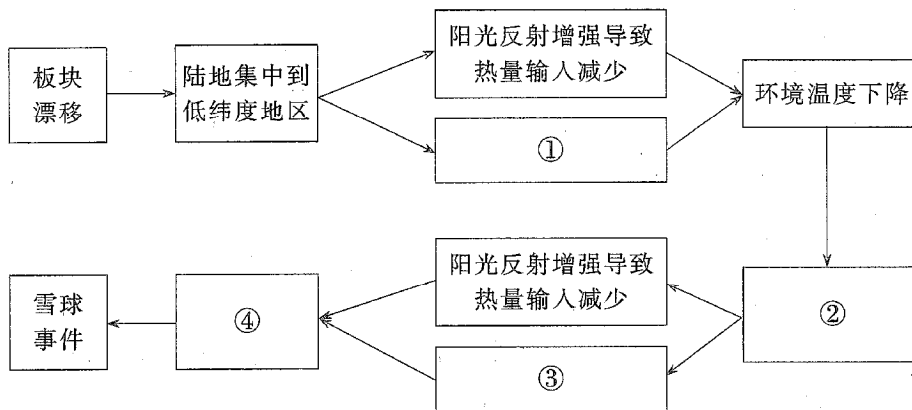 板块
漂移
陆地集中到
低纬度地区
阳光反射增强导致
热量输人减少
①
环境温度下降
雪球
事件
④
阳光反射增强导致
热量输人减少
③
②